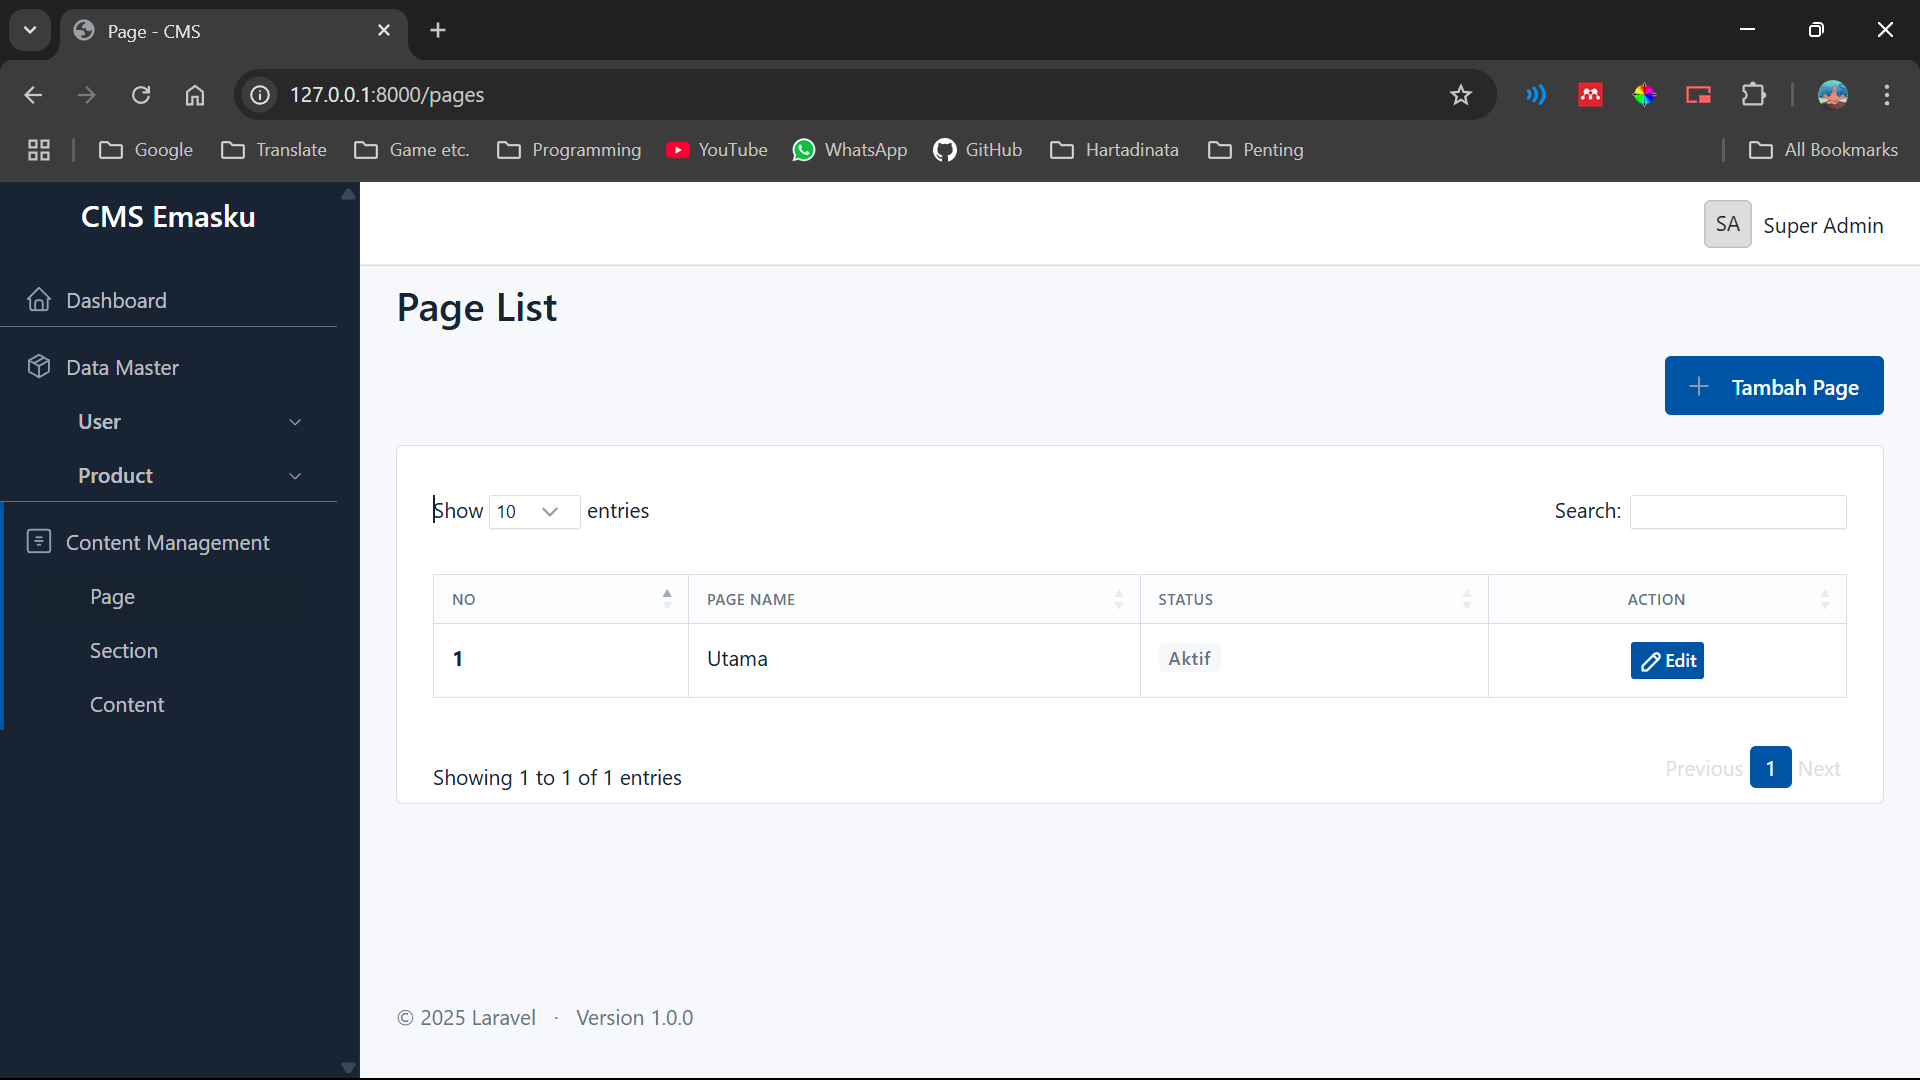 Page - CMS
127.0.0.1:8000/pages
Google Translate Game etc. Programming YouTube WhatsApp GitHub Hartadinata Penting All Bookmarks
CMS Emasku
SA Super Admin
Dashboard
Data Master
User
Product
Content Management
Page
Section
Content
Page List
Tambah Page
Show 10 entries
Search:
NO PAGE NAME STATUS ACTION
1 Utama Aktif Edit
Showing 1 to 1 of 1 entries
Previous 1 Next
© 2025 Laravel · Version 1.0.0